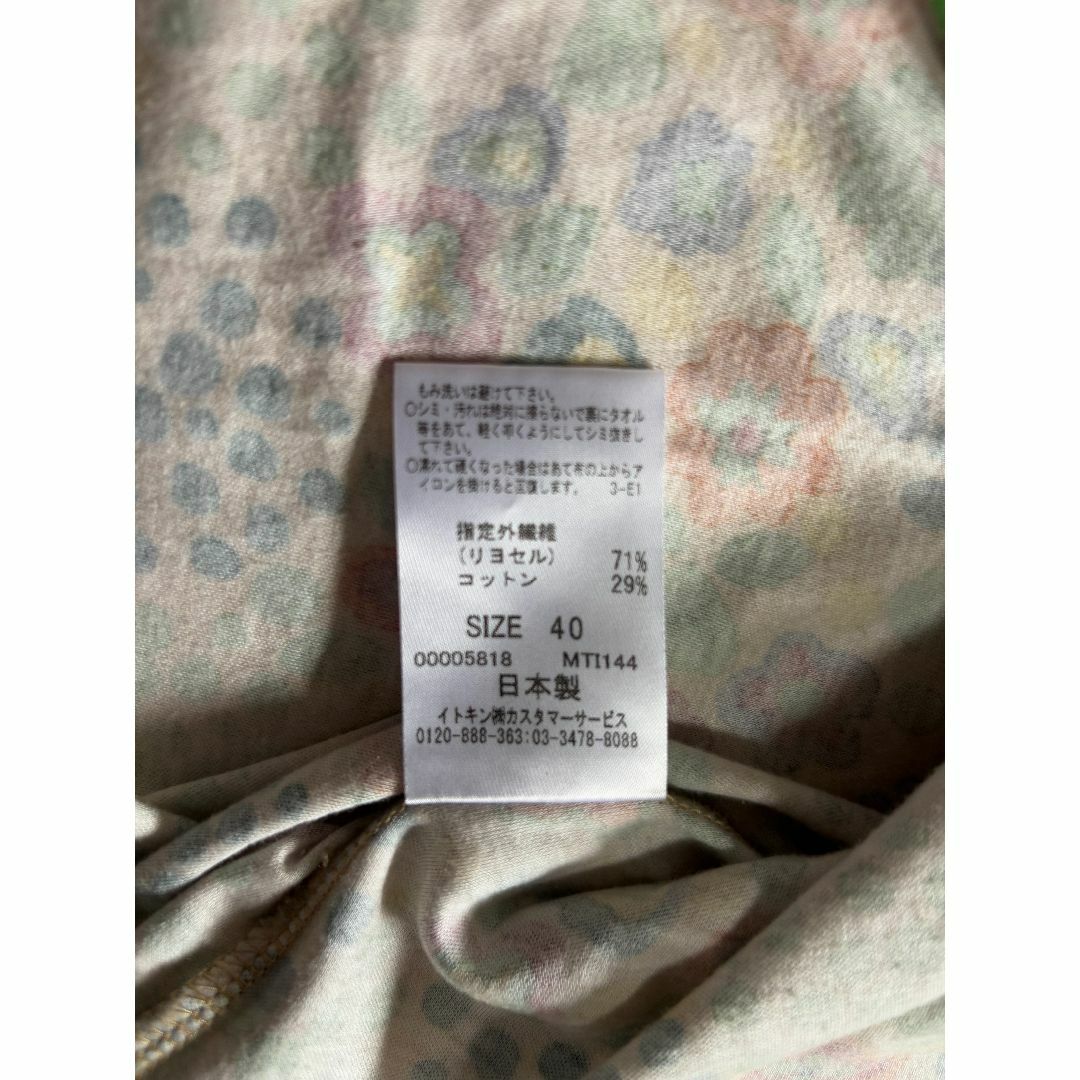 もみ洗いは避けて下さい。
○シミ・汚れは絶対に擦らないで裏にタオル
等をあて、軽く叩くようにしてシミ抜きし
て下さい。
○濡れて硬くなった場合はあて布の上からア
イロンを掛けると回復します。 3-E1
指定外繊維
(リヨセル) 71%
コットン 29%
SIZE 40
00005818 MTI144
日本製
イトキン㈱カスタマーサービス
0120-888-363:03-3478-8088